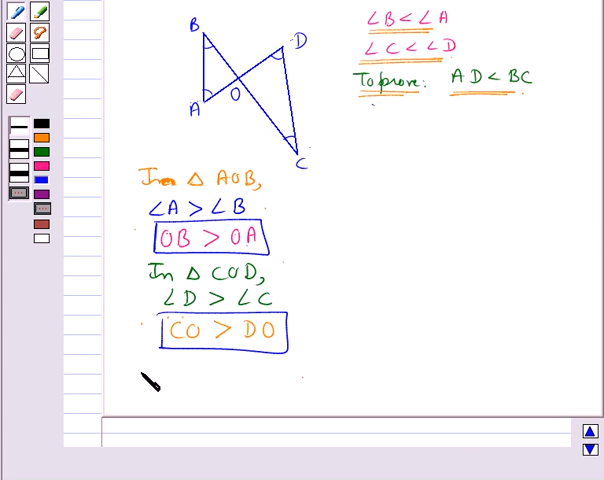 B
D
A
O
C
∠B < ∠A
∠C < ∠D
To prove: AD < BC
In △ AOB,
∠A > ∠B
OB > OA
In △ COD,
∠D > ∠C
CO > DO